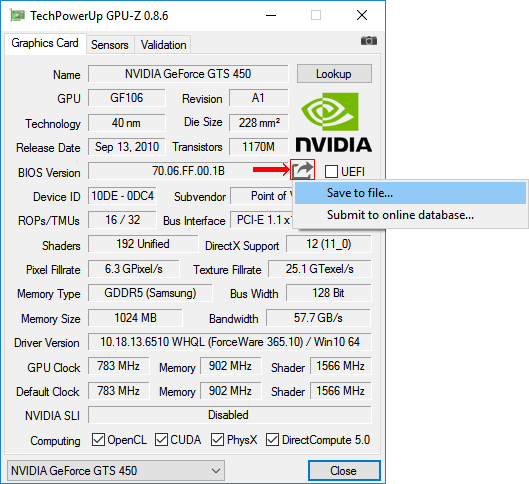 TechPowerUp GPU-Z 0.8.6
Graphics Card Sensors Validation
Name NVIDIA GeForce GTS 450 Lookup
GPU GF106 Revision A1
Technology 40 nm Die Size 228 mm²
NVIDIA
Release Date Sep 13, 2010 Transistors 1170M
BIOS Version 70.06.FF.00.1B UEFI
Save to file...
Device ID 10DE - 0DC4 Subvendor Point of
Submit to online database...
ROPs/TMUs 16 / 32 Bus Interface PCI-E 1.1
Shaders 192 Unified DirectX Support 12 (11_0)
Pixel Fillrate 6.3 GPixel/s Texture Fillrate 25.1 GTexel/s
Memory Type GDDR5 (Samsung) Bus Width 128 Bit
Memory Size 1024 MB Bandwidth 57.7 GB/s
Driver Version 10.18.13.6510 WHQL (ForceWare 365.10) / Win10 64
GPU Clock 783 MHz Memory 902 MHz Shader 1566 MHz
Default Clock 783 MHz Memory 902 MHz Shader 1566 MHz
NVIDIA SLI Disabled
Computing OpenCL CUDA PhysX DirectCompute 5.0
NVIDIA GeForce GTS 450 Close